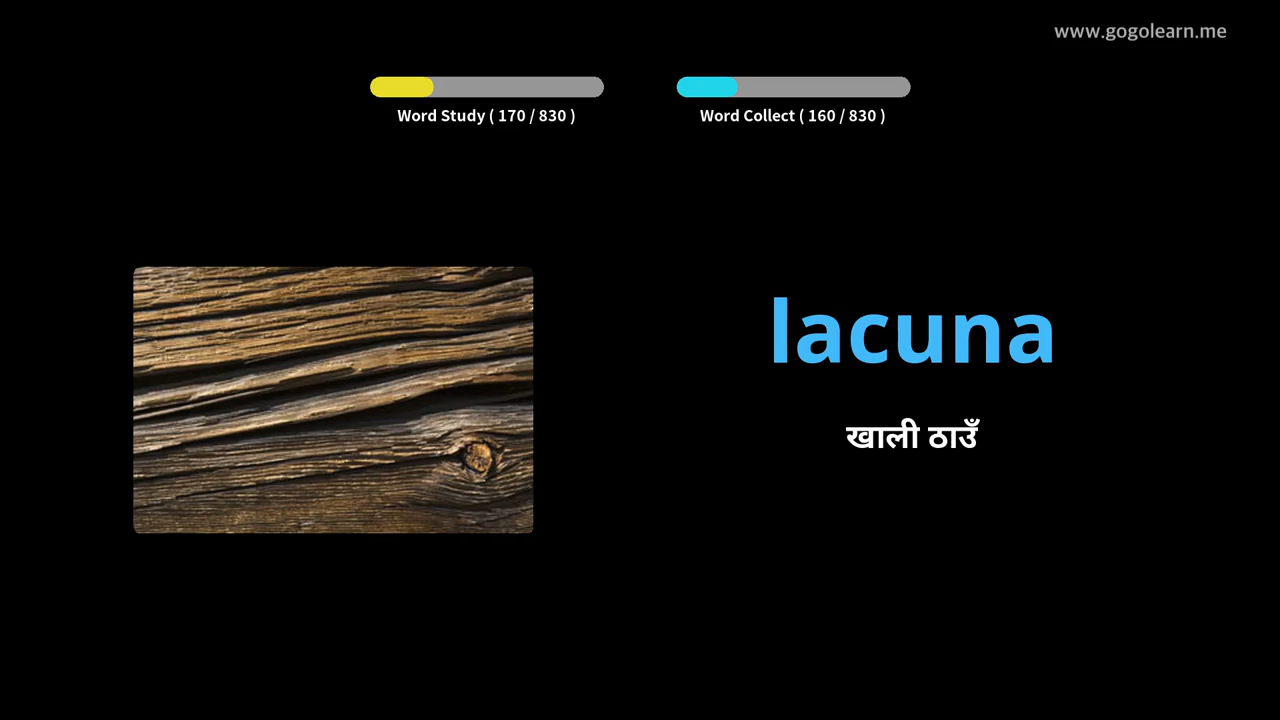 www.gogolearn.me
Word Study ( 170 / 830 )
Word Collect ( 160 / 830 )
lacuna
खाली ठाउँ